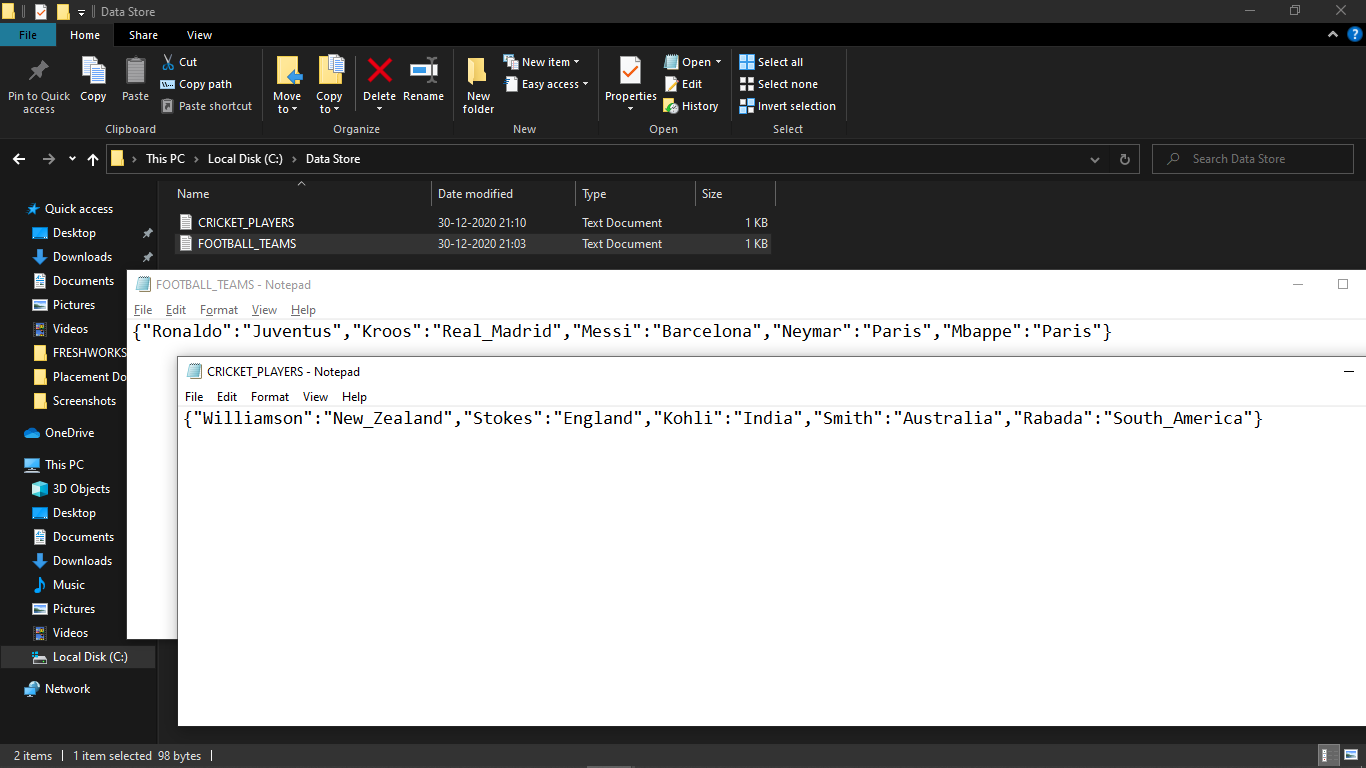 Data Store
File Home Share View
Pin to Quick access
Copy
Paste
Cut
Copy path
Paste shortcut
Clipboard
Move to
Copy to
Delete
Rename
Organize
New folder
New item
Easy access
New
Properties
Open
Edit
History
Open
Select all
Select none
Invert selection
Select
This PC > Local Disk (C:) > Data Store
Search Data Store
Name Date modified Type Size
CRICKET_PLAYERS 30-12-2020 21:10 Text Document 1 KB
FOOTBALL_TEAMS 30-12-2020 21:03 Text Document 1 KB
Quick access
Desktop
Downloads
Documents
Pictures
Videos
FRESHWORKS
Placement Do
Screenshots
OneDrive
This PC
3D Objects
Desktop
Documents
Downloads
Music
Pictures
Videos
Local Disk (C:)
Network
FOOTBALL_TEAMS - Notepad
File Edit Format View Help
{"Ronaldo":"Juventus","Kroos":"Real_Madrid","Messi":"Barcelona","Neymar":"Paris","Mbappe":"Paris"}
CRICKET_PLAYERS - Notepad
File Edit Format View Help
{"Williamson":"New_Zealand","Stokes":"England","Kohli":"India","Smith":"Australia","Rabada":"South_America"}
2 items 1 item selected 98 bytes